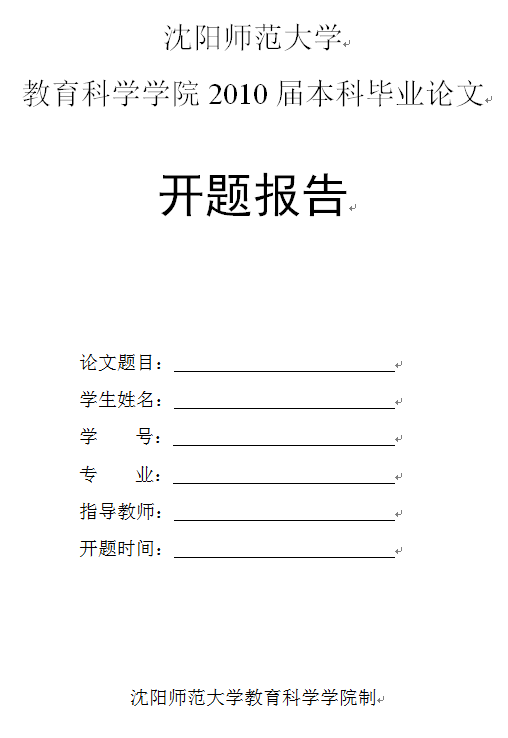 沈阳师范大学
教育科学学院 2010 届本科毕业论文
开题报告
论文题目：
学生姓名：
学 号：
专 业：
指导教师：
开题时间：
沈阳师范大学教育科学学院制